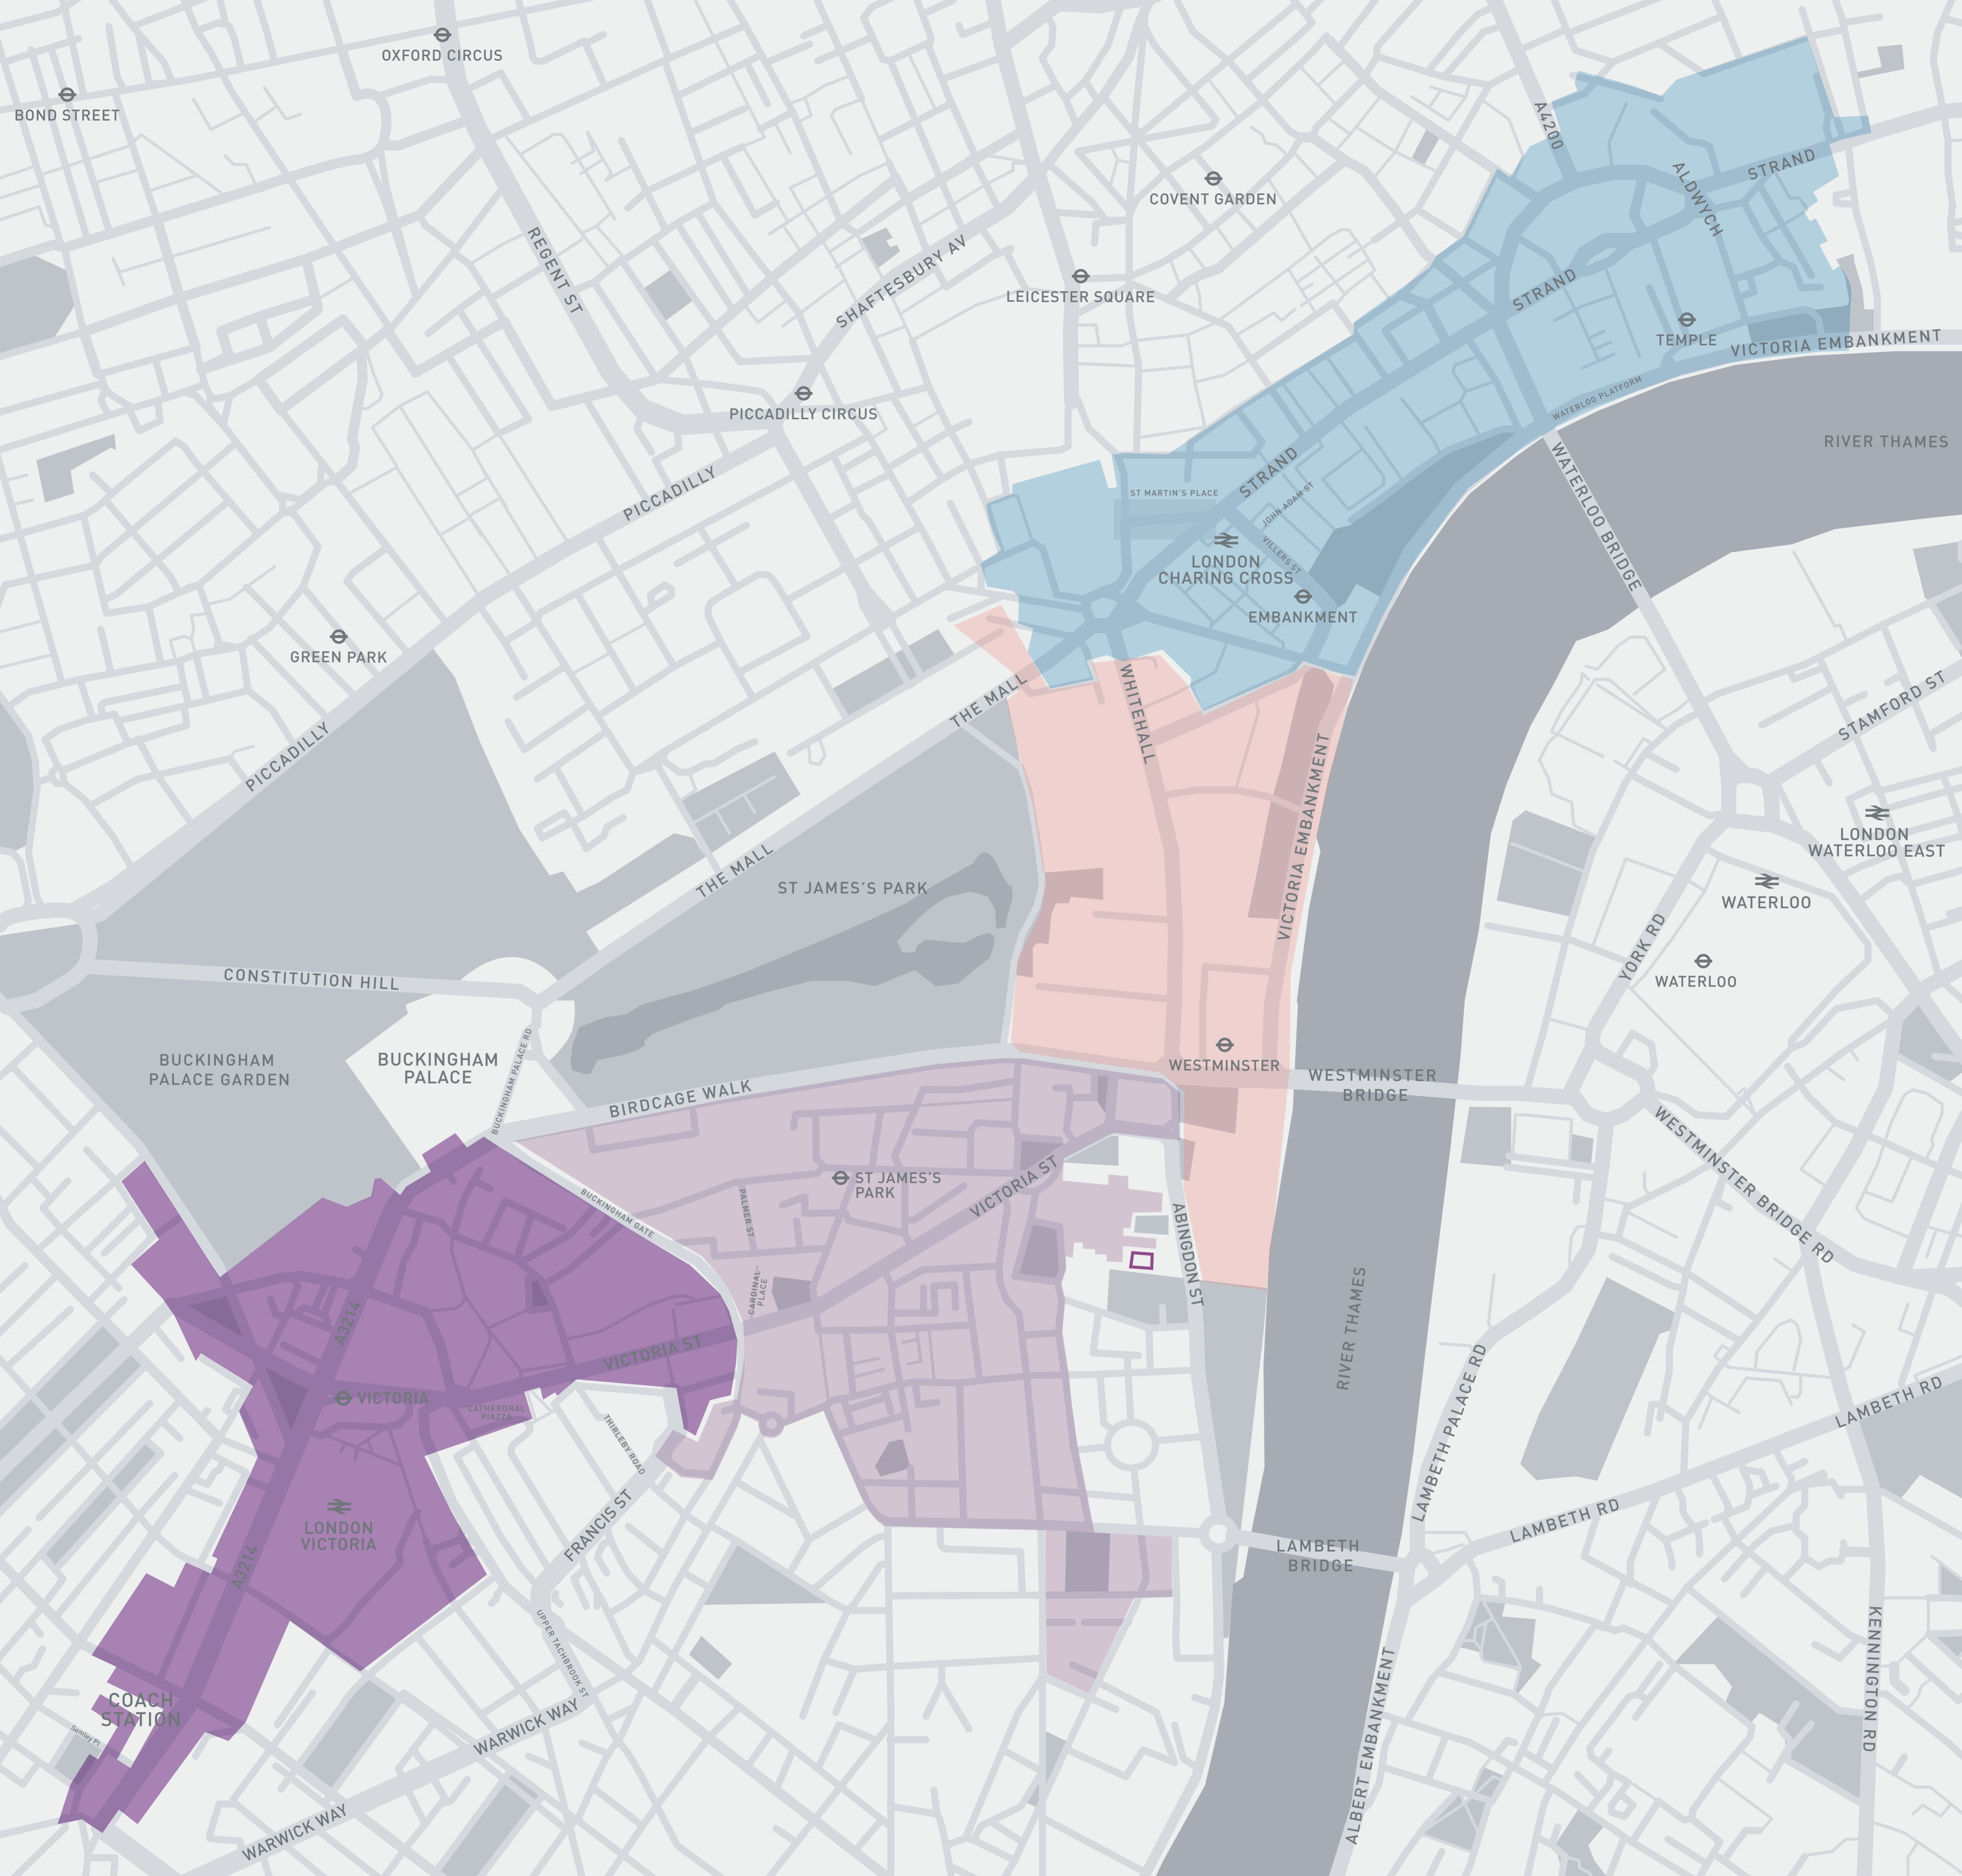 OXFORD CIRCUS
BOND STREET
A4200
STRAND
ALDWYCH
COVENT GARDEN
REGENT ST
SHAFTESBURY AV
LEICESTER SQUARE
STRAND
TEMPLE
VICTORIA EMBANKMENT
WATERLOO PLATFORM
PICCADILLY CIRCUS
RIVER THAMES
PICCADILLY
STRAND
ST MARTIN'S PLACE
JOHN ADAM ST
VILLERS ST
WATERLOO BRIDGE
LONDON
CHARING CROSS
EMBANKMENT
GREEN PARK
THE MALL
WHITEHALL
STAMFORD ST
PICCADILLY
VICTORIA EMBANKMENT
LONDON
WATERLOO EAST
THE MALL
ST JAMES'S PARK
WATERLOO
YORK RD
WATERLOO
CONSTITUTION HILL
BUCKINGHAM
PALACE GARDEN
BUCKINGHAM
PALACE
BUCKINGHAM PALACE RD
BIRDCAGE WALK
WESTMINSTER
WESTMINSTER
BRIDGE
WESTMINSTER BRIDGE RD
ST JAMES'S
PARK
VICTORIA ST
BUCKINGHAM GATE
PALMER ST
ABINGDON ST
CARDINAL
PLACE
A3214
VICTORIA ST
RIVER THAMES
VICTORIA
CATHERDRAL
PIAZZA
THIRLEBY ROAD
LAMBETH PALACE RD
LAMBETH RD
LONDON
VICTORIA
FRANCIS ST
LAMBETH RD
A3214
LAMBETH
BRIDGE
UPPER TACHBROOK ST
KENNINGTON RD
COACH
STATION
Semley Pl
WARWICK WAY
ALBERT EMBANKMENT
WARWICK WAY